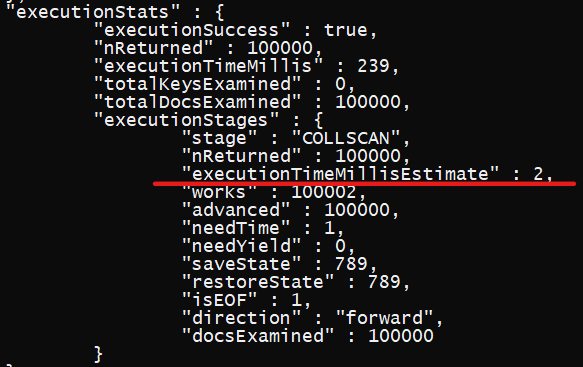 "executionStats" : {
"executionSuccess" : true,
"nReturned" : 100000,
"executionTimeMillis" : 239,
"totalKeysExamined" : 0,
"totalDocsExamined" : 100000,
"executionStages" : {
"stage" : "COLLSCAN",
"nReturned" : 100000,
"executionTimeMillisEstimate" : 2,
"works" : 100002,
"advanced" : 100000,
"needTime" : 1,
"needYield" : 0,
"saveState" : 789,
"restoreState" : 789,
"isEOF" : 1,
"direction" : "forward",
"docsExamined" : 100000
}